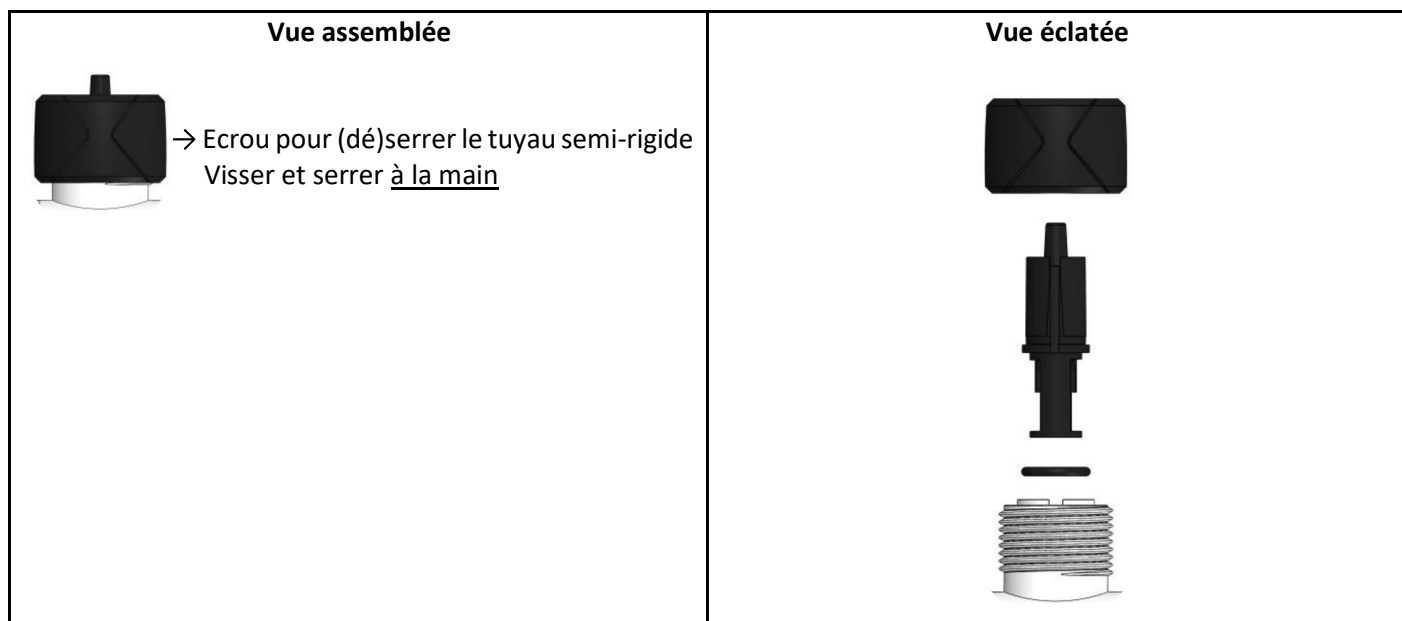 Vue assemblée
Vue éclatée
→ Ecrou pour (dé)serrer le tuyau semi-rigide
Visser et serrer à la main